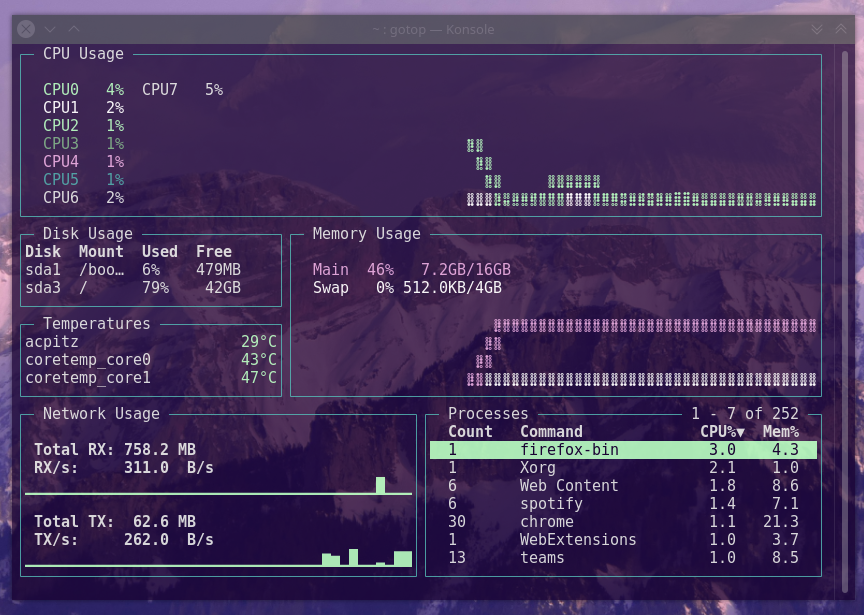 ~ : gotop — Konsole
CPU Usage
CPU0 4% CPU7 5%
CPU1 2%
CPU2 1%
CPU3 1%
CPU4 1%
CPU5 1%
CPU6 2%
Disk Usage
Disk Mount Used Free
sda1 /boo… 6% 479MB
sda3 / 79% 42GB
Memory Usage
Main 46% 7.2GB/16GB
Swap 0% 512.0KB/4GB
Temperatures
acpitz 29°C
coretemp_core0 43°C
coretemp_core1 47°C
Network Usage
Total RX: 758.2 MB
RX/s: 311.0 B/s
Total TX: 62.6 MB
TX/s: 262.0 B/s
Processes 1 - 7 of 252
Count Command CPU%▼ Mem%
1 firefox-bin 3.0 4.3
1 Xorg 2.1 1.0
6 Web Content 1.8 8.6
6 spotify 1.4 7.1
30 chrome 1.1 21.3
1 WebExtensions 1.0 3.7
13 teams 1.0 8.5